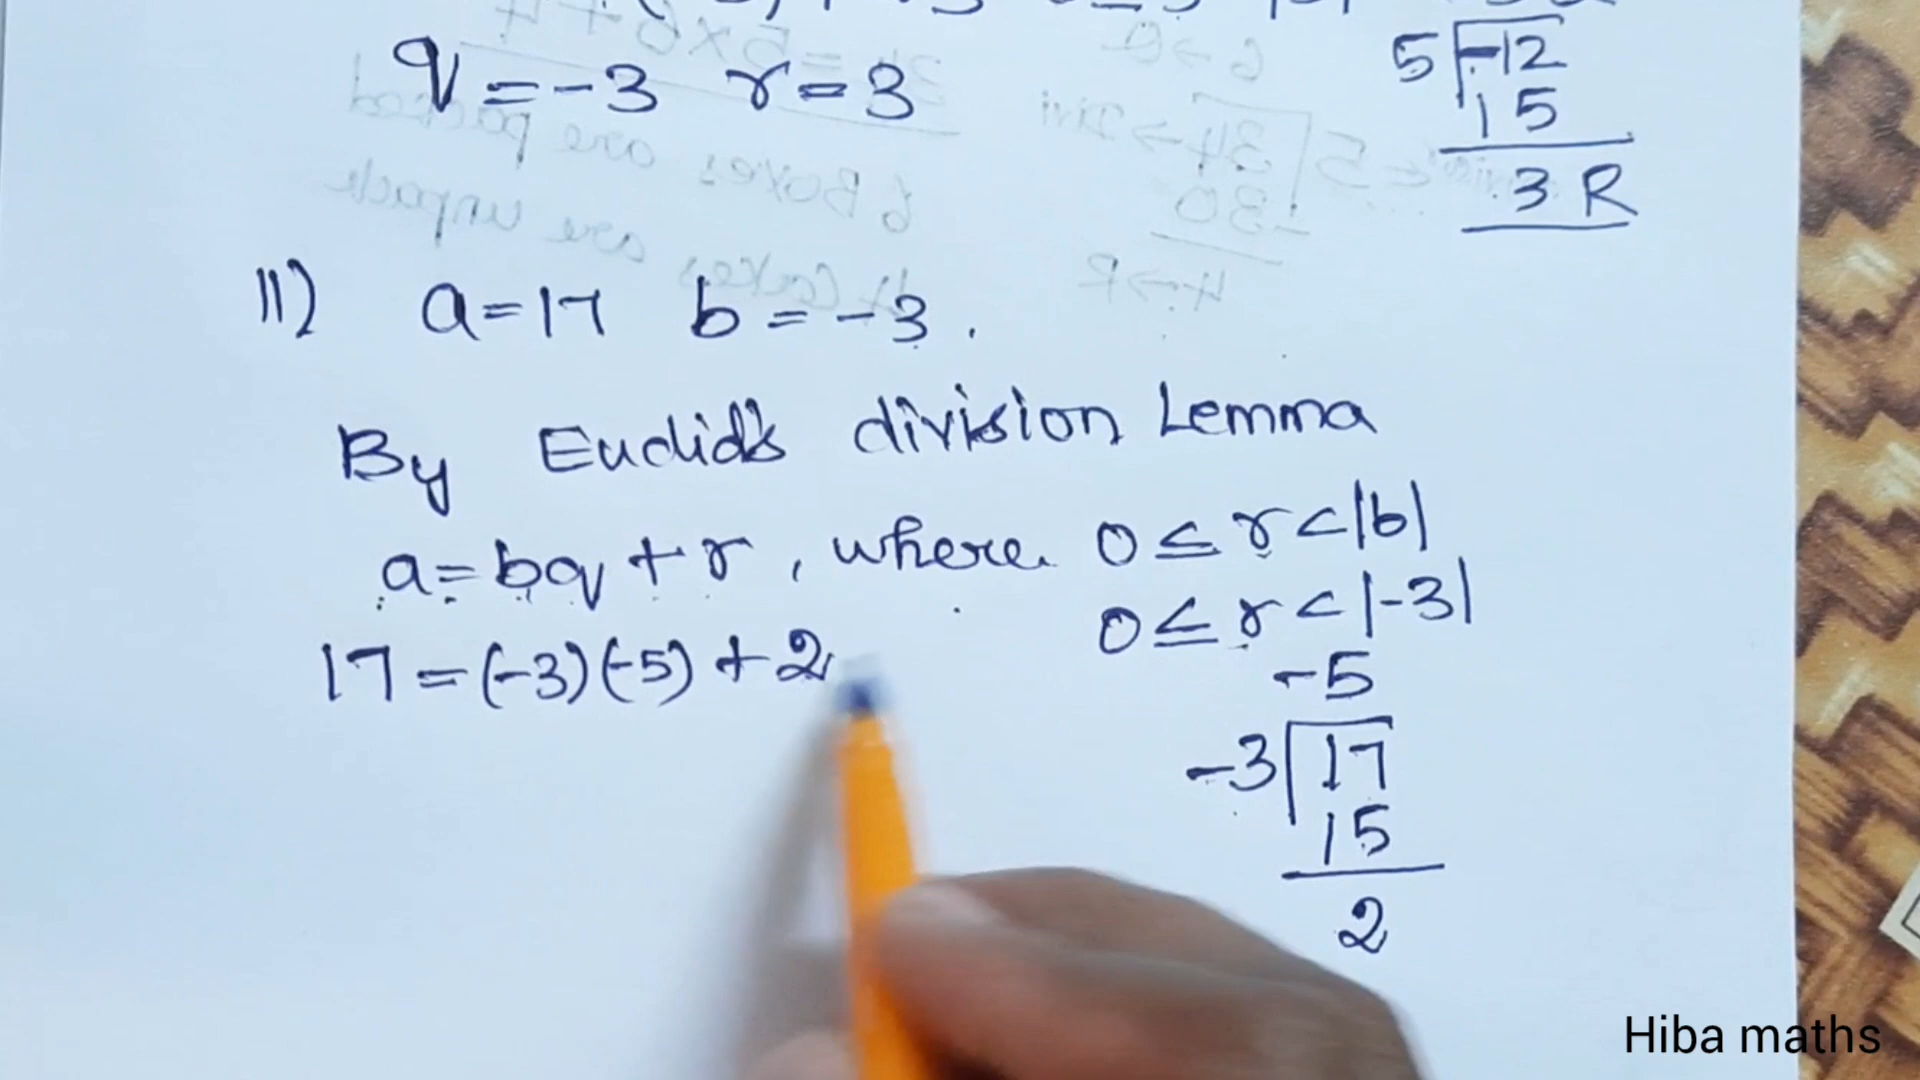 q = -3 r = 3
5 -12
15
3 R
11) a = 17 b = -3.
By Euclid's division Lemma
a = bq + r, where 0 ≤ r < |b|
0 ≤ r < |-3|
17 = (-3)(-5) + 2
-5
-3 17
15
2
Hiba maths